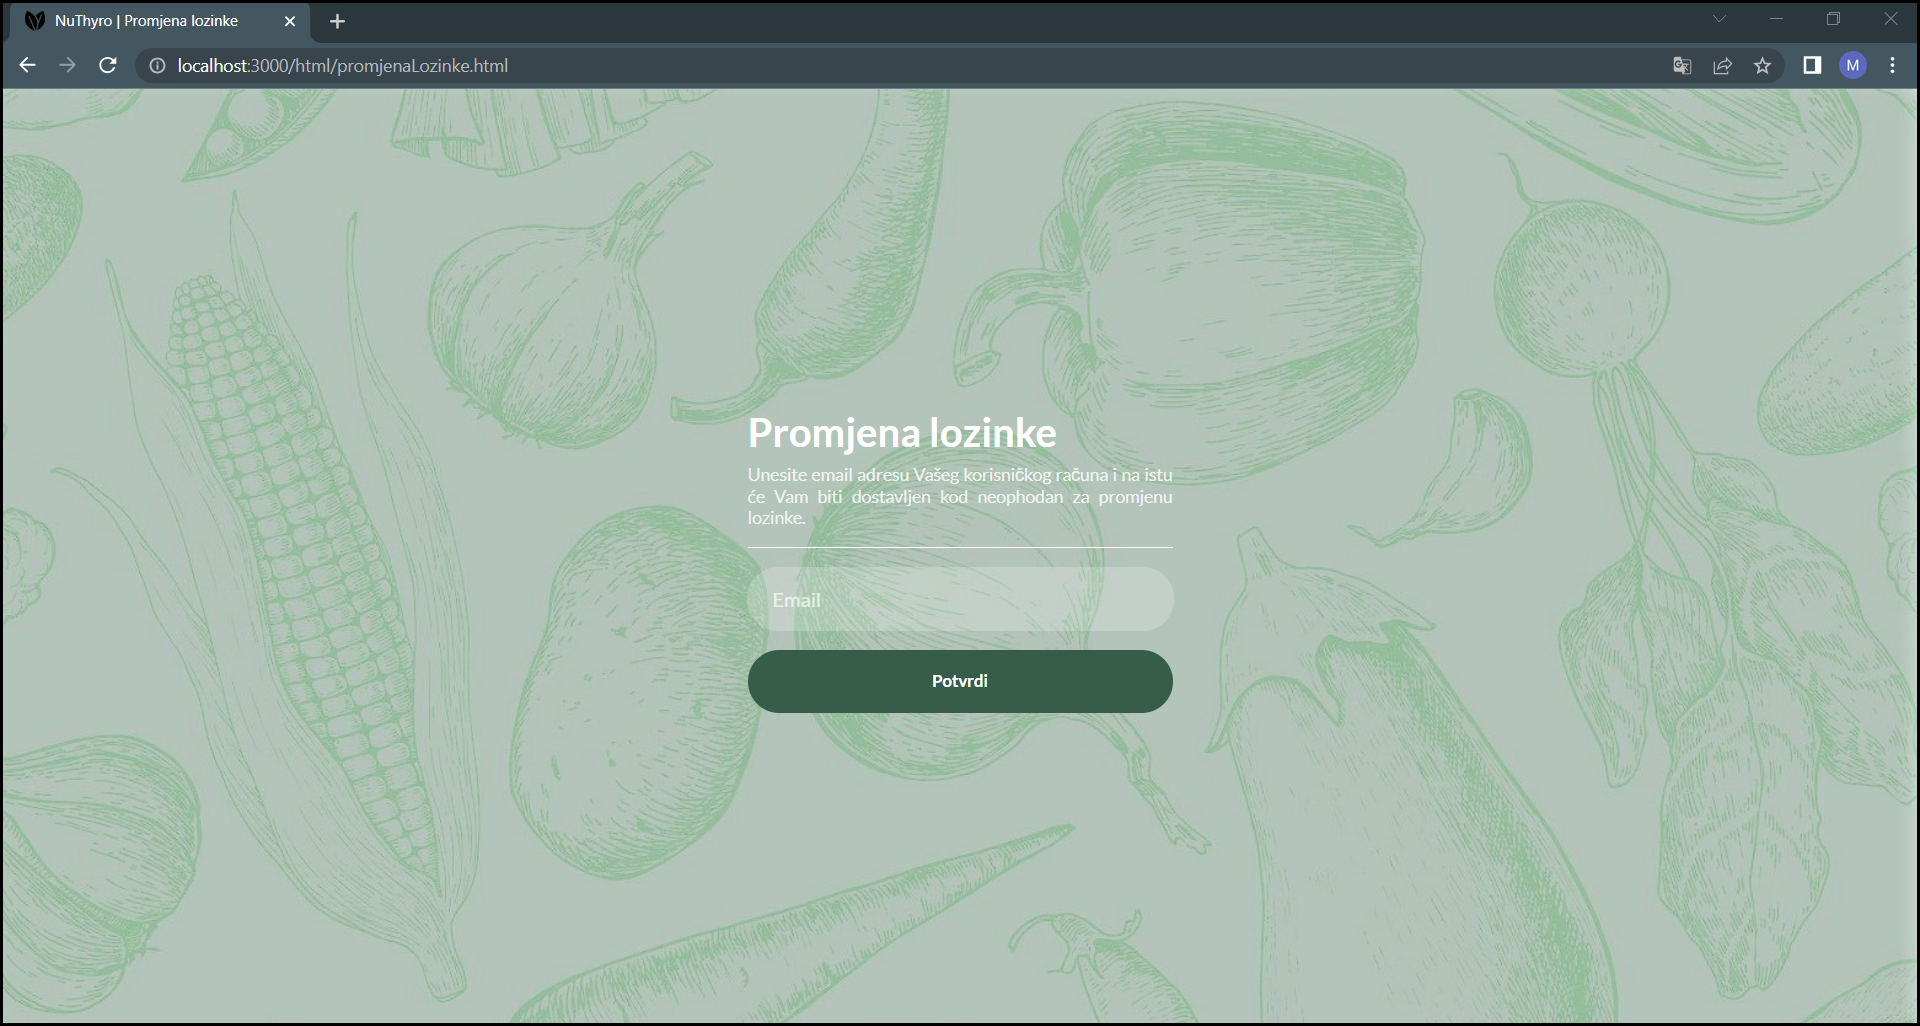 NuThyro | Promjena lozinke
localhost:3000/html/promjenaLozinke.html
M
Promjena lozinke
Unesite email adresu Vašeg korisničkog računa i na istu
će Vam biti dostavljen kod neophodan za promjenu
lozinke.
Email
Potvrdi